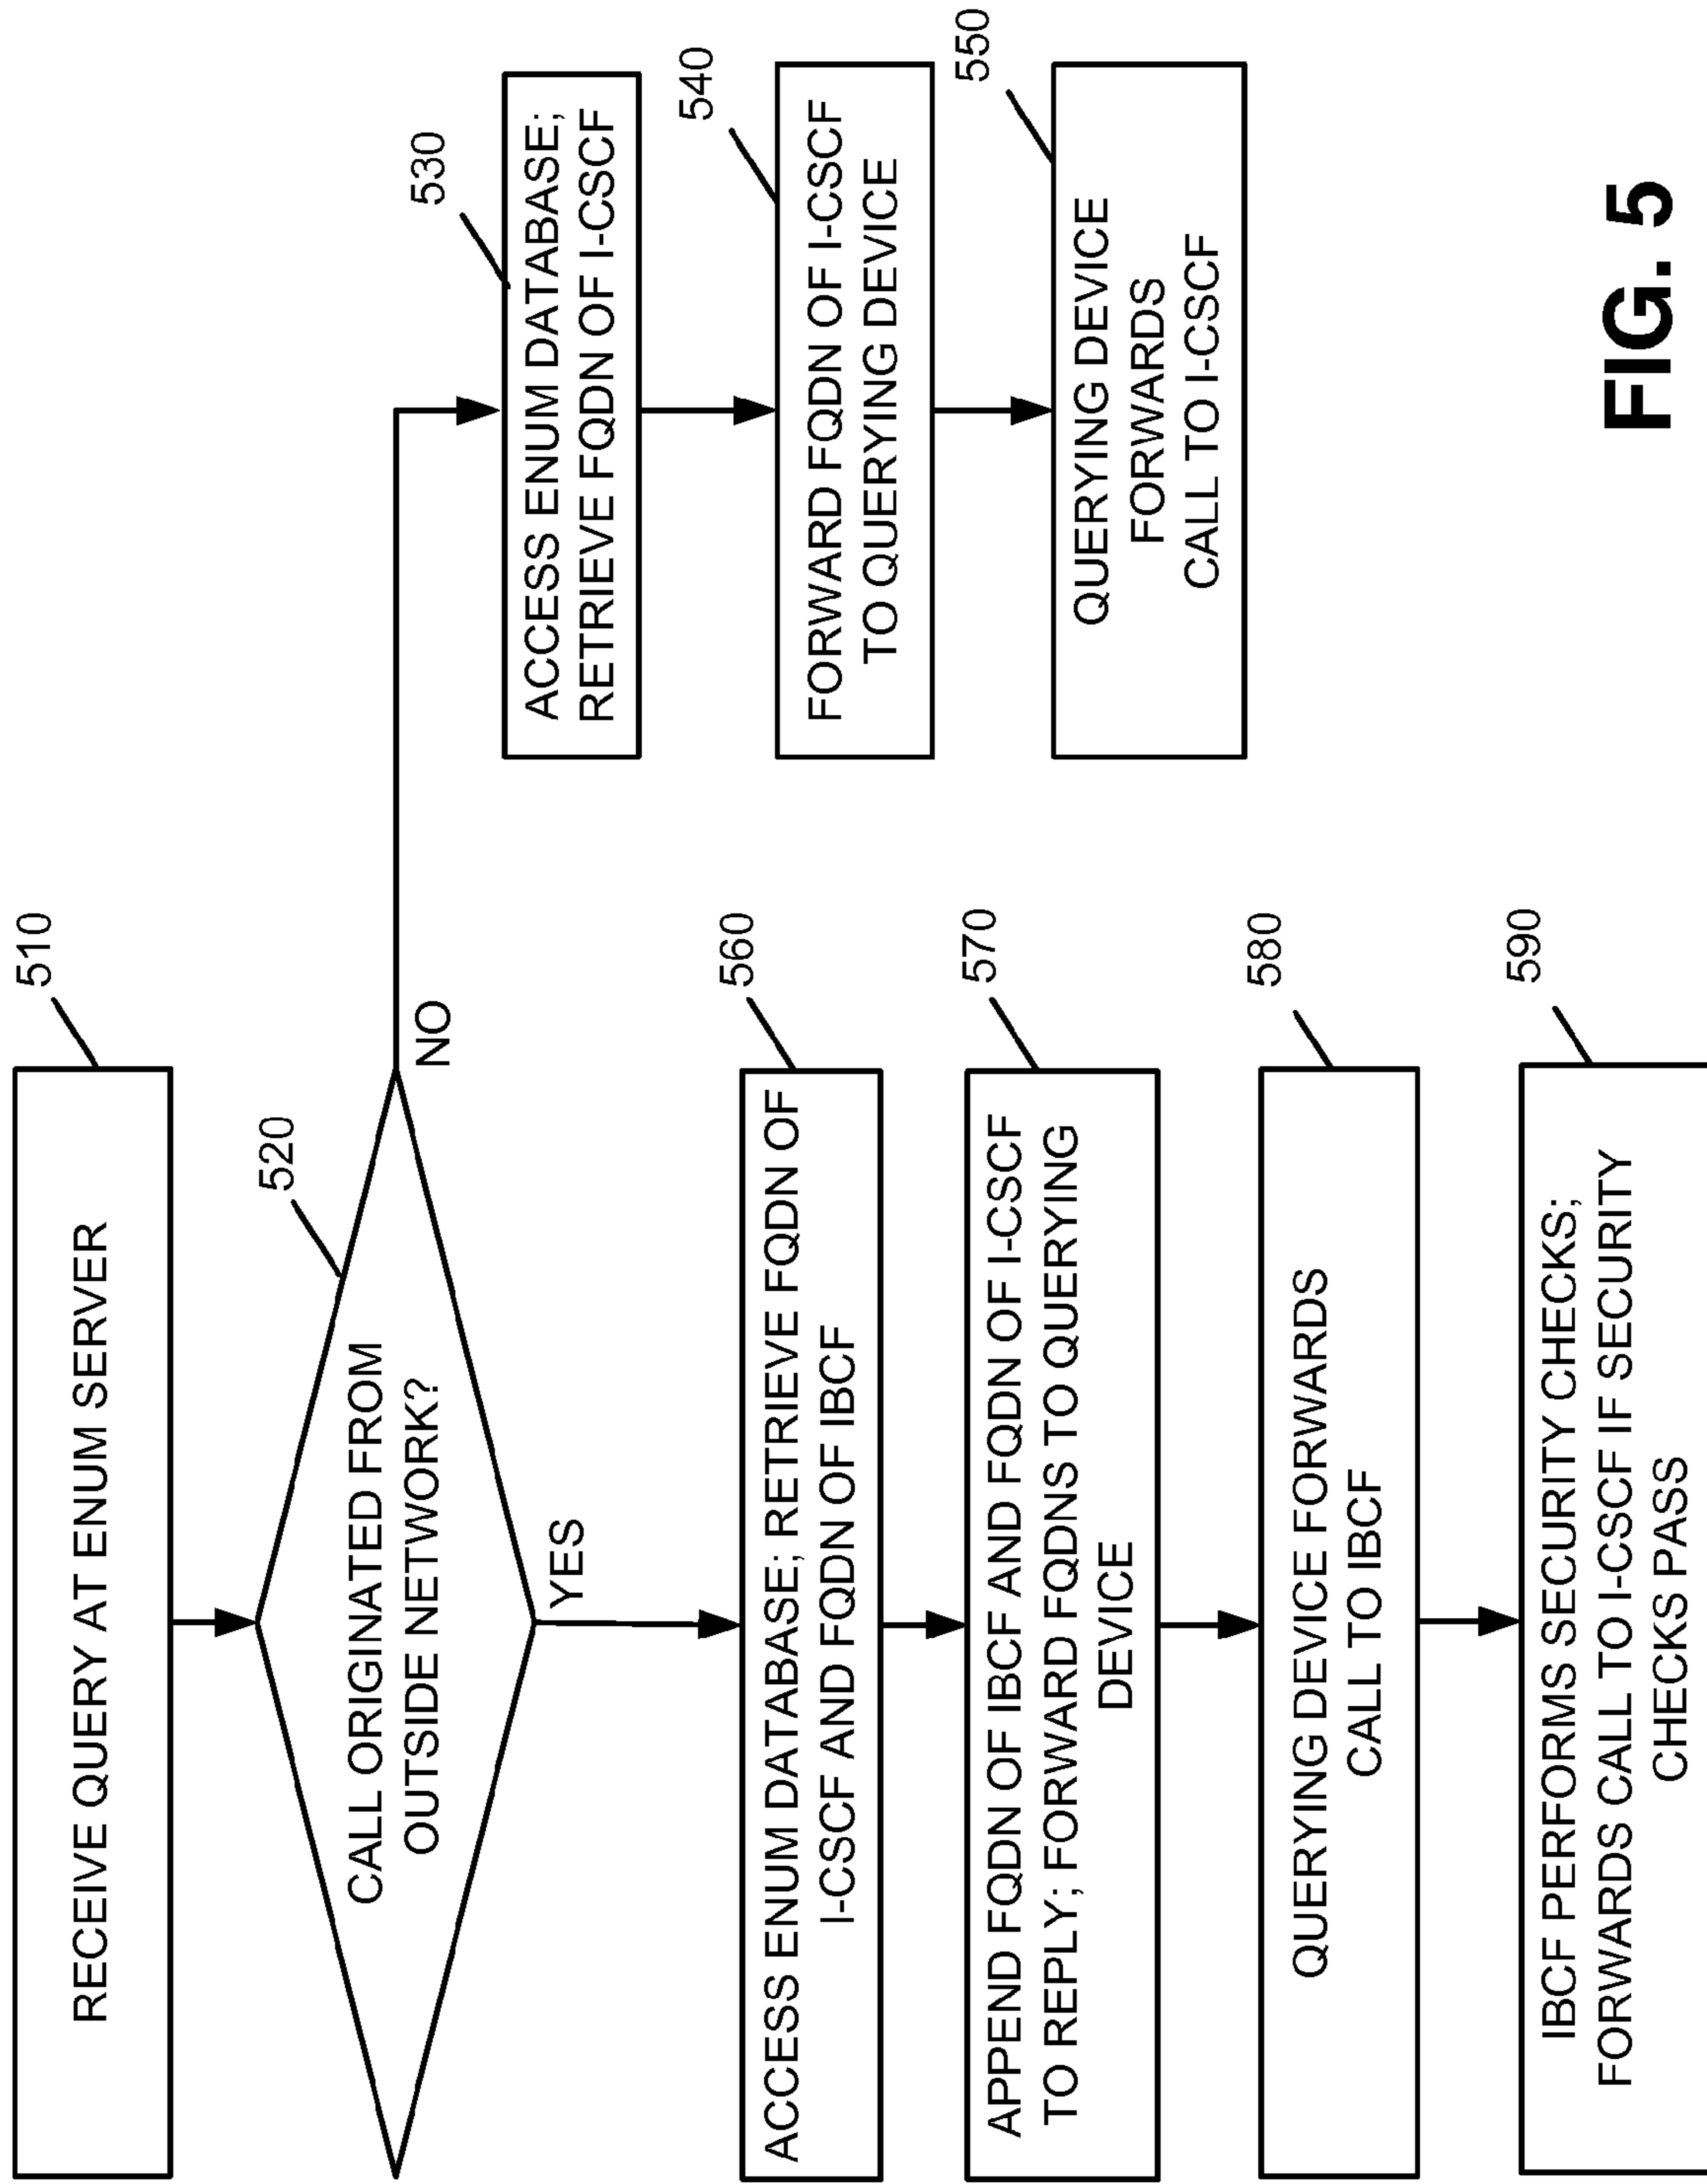 510
RECEIVE QUERY AT ENUM SERVER
520
CALL ORIGINATED FROM
OUTSIDE NETWORK?
NO
YES
530
ACCESS ENUM DATABASE;
RETRIEVE FQDN OF I-CSCF
540
FORWARD FQDN OF I-CSCF
TO QUERYING DEVICE
550
QUERYING DEVICE
FORWARDS
CALL TO I-CSCF
560
ACCESS ENUM DATABASE; RETRIEVE FQDN OF
I-CSCF AND FQDN OF IBCF
570
APPEND FQDN OF IBCF AND FQDN OF I-CSCF
TO REPLY; FORWARD FQDNS TO QUERYING
DEVICE
580
QUERYING DEVICE FORWARDS
CALL TO IBCF
590
IBCF PERFORMS SECURITY CHECKS;
FORWARDS CALL TO I-CSCF IF SECURITY
CHECKS PASS
FIG. 5